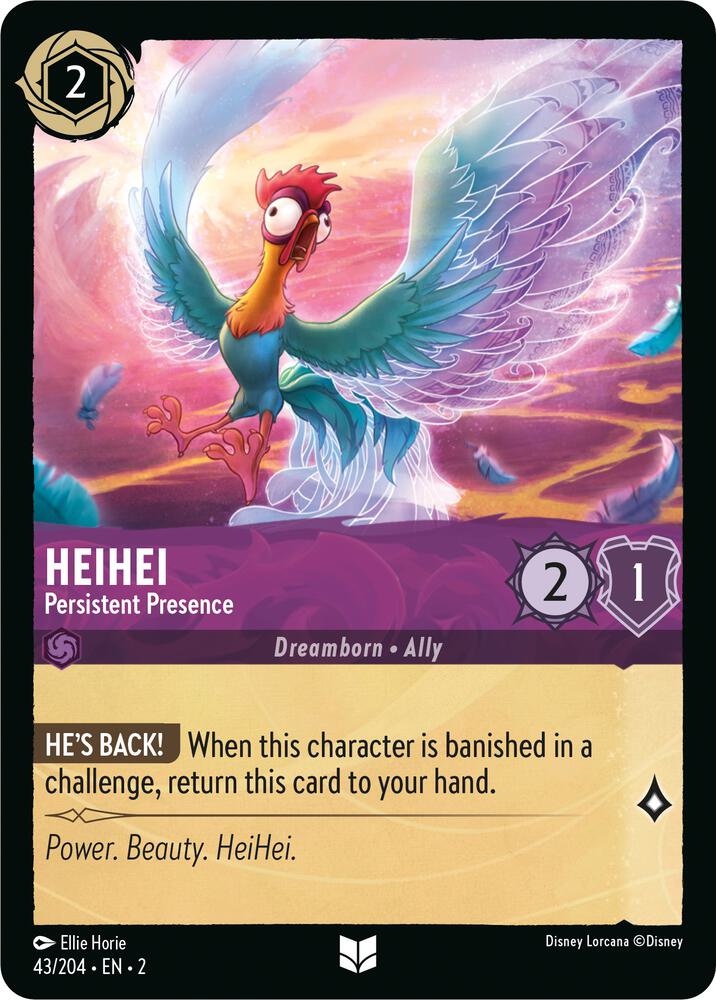 2
HEIHEI
Persistent Presence
2
1
Dreamborn • Ally
HE'S BACK! When this character is banished in a
challenge, return this card to your hand.
Power. Beauty. HeiHei.
Ellie Horie
Disney Lorcana ©Disney
43/204 • EN • 2